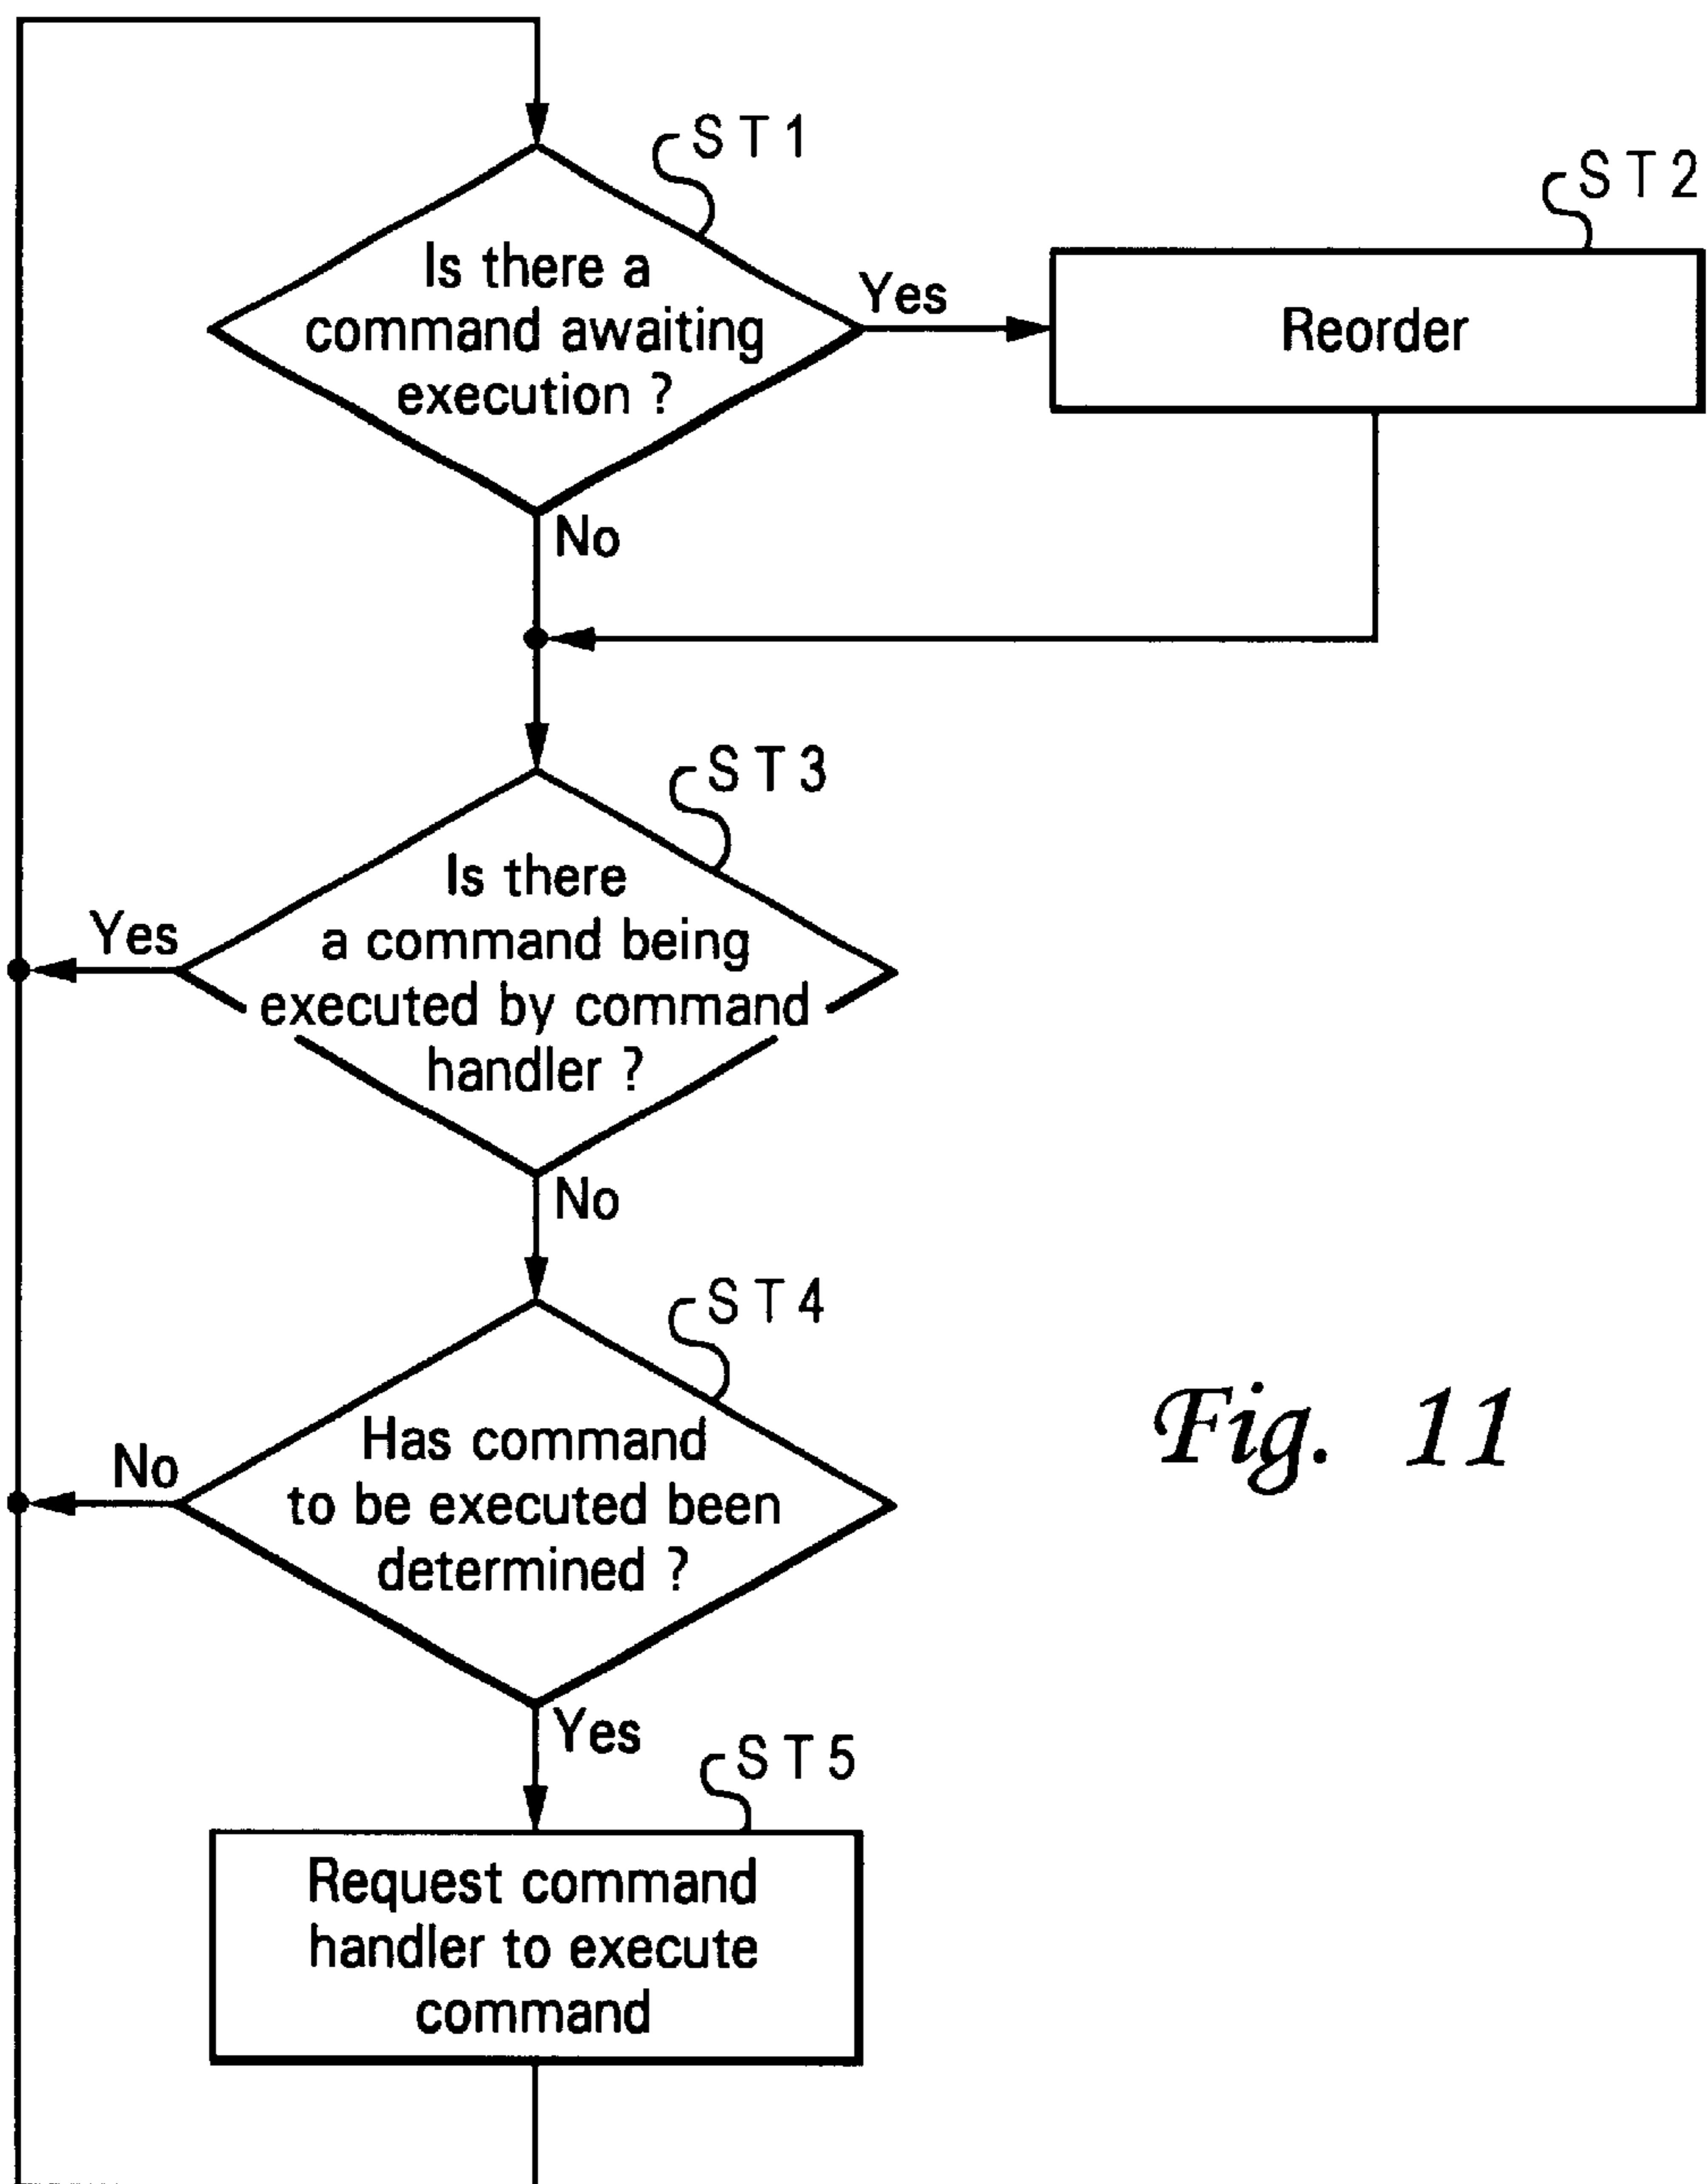 ST1
Is there a
command awaiting
execution ?
Yes
No
ST2
Reorder
ST3
Is there
a command being
executed by command
handler ?
Yes
No
ST4
Has command
to be executed been
determined ?
No
Yes
ST5
Request command
handler to execute
command
Fig. 11